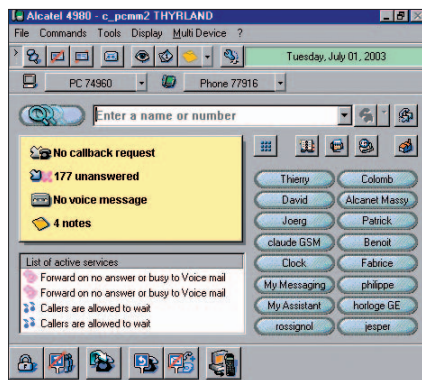 Alcatel 4980 - c_pcmm2 THYRLAND
File Commands Tools Display Multi Device ?
Tuesday, July 01, 2003
PC 74960 Phone 77916
Enter a name or number
No callback request
177 unanswered
No voice message
4 notes
Thierry Colomb
David Alcanet Massy
Joerg Patrick
claude GSM Benoit
Clock Fabrice
My Messaging philippe
My Assistant horloge GE
rossignol jesper
List of active services
Forward on no answer or busy to Voice mail
Forward on no answer or busy to Voice mail
Callers are allowed to wait
Callers are allowed to wait